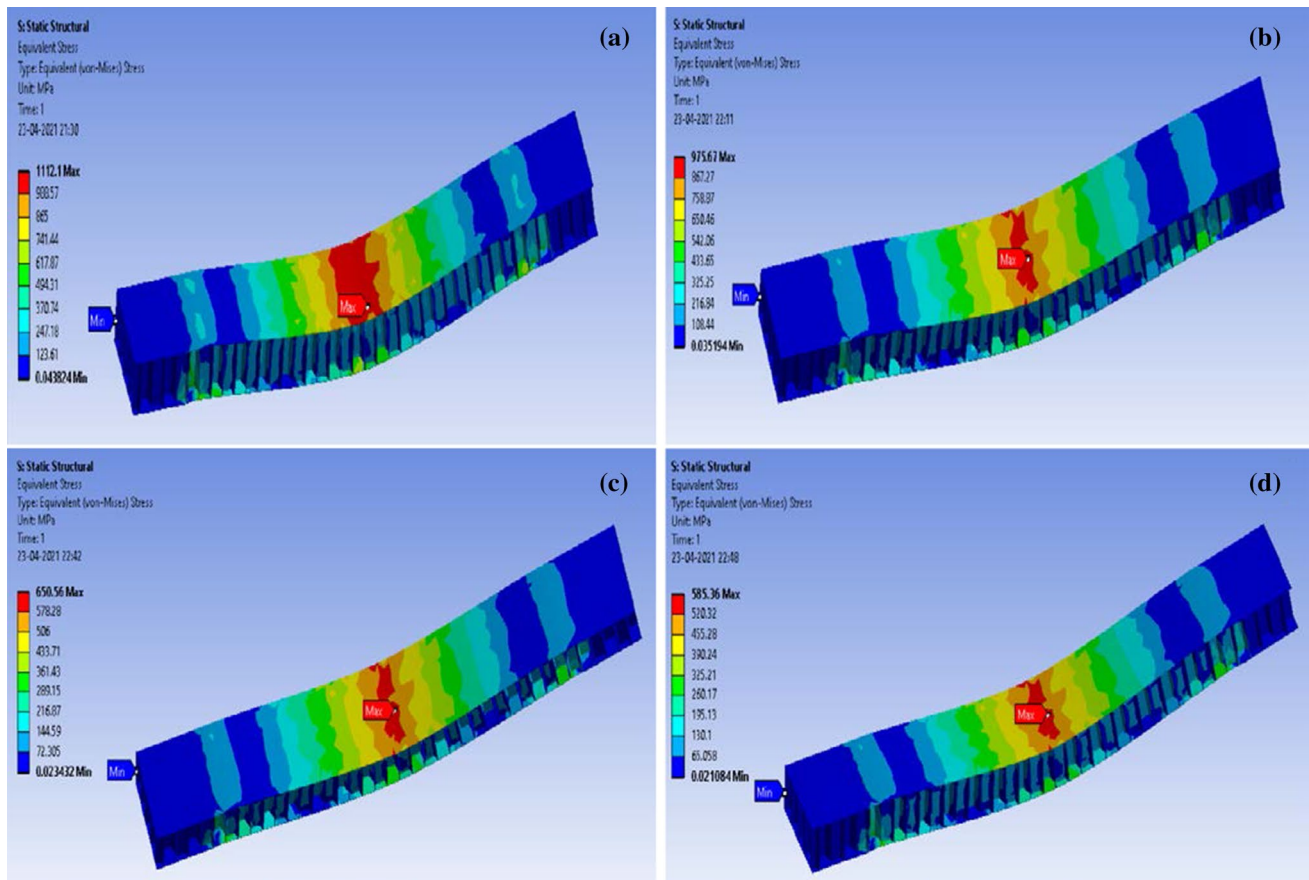 S: Static Structural
Equivalent Stress
Type: Equivalent (von-Mises) Stress
Unit: MPa
Time: 1
23-04-2021 21:30
(a)
1112.1 Max
988.57
865
741.44
617.87
494.31
370.74
247.18
123.61
0.043824 Min
Min
Max
S: Static Structural
Equivalent Stress
Type: Equivalent (von-Mises) Stress
Unit: MPa
Time: 1
23-04-2021 22:11
(b)
975.67 Max
867.27
758.87
650.46
542.06
433.65
325.25
216.84
108.44
0.035194 Min
Min
Max
S: Static Structural
Equivalent Stress
Type: Equivalent (von-Mises) Stress
Unit: MPa
Time: 1
23-04-2021 22:42
(c)
650.56 Max
578.28
506
433.71
361.43
289.15
216.87
144.59
72.305
0.023432 Min
Min
Max
S: Static Structural
Equivalent Stress
Type: Equivalent (von-Mises) Stress
Unit: MPa
Time: 1
23-04-2021 22:48
(d)
585.36 Max
520.32
455.28
390.24
325.21
260.17
195.13
130.1
65.058
0.021084 Min
Min
Max